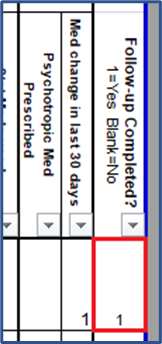 Follow-up Completed?
1=Yes Blank=No
Med change in last 30 days
Psychotropic Med
Prescribed
1
1